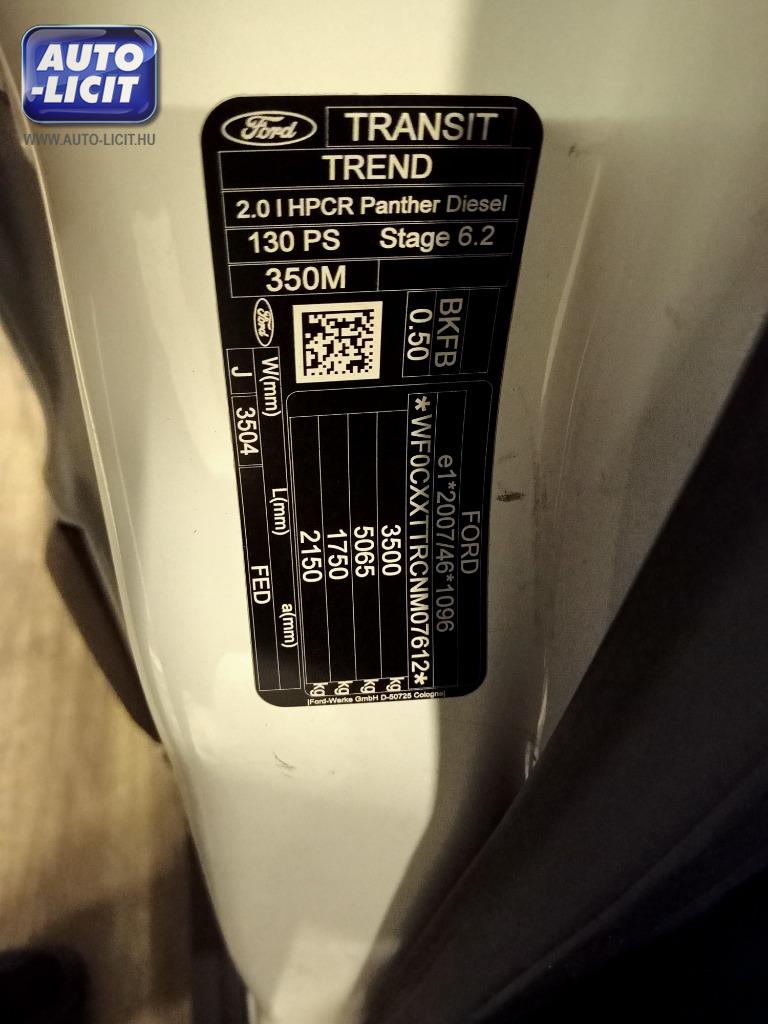 AUTO
-LICIT
WWW.AUTO-LICIT.HU
Ford TRANSIT
TREND
2.0 l HPCR Panther Diesel
130 PS Stage 6.2
350M
Ford
BKFB
0.50
FORD
e1*2007/46*1096
*WF0CXXTTRCNM07612*
3500 kg
5065 kg
1750 kg
2150 kg
W(mm) L(mm) a(mm)
J 3504 FED
Ford-Werke GmbH D-50725 Cologne